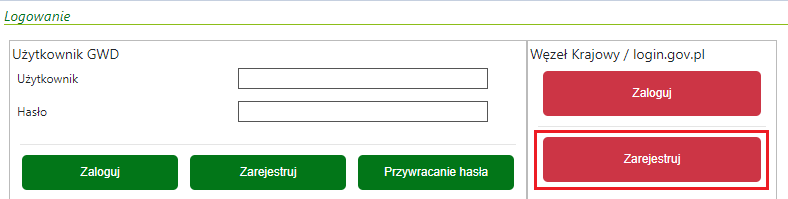 Logowanie
Użytkownik GWD
Użytkownik
Hasło
Zaloguj
Zarejestruj
Przywracanie hasła
Węzeł Krajowy / login.gov.pl
Zaloguj
Zarejestruj